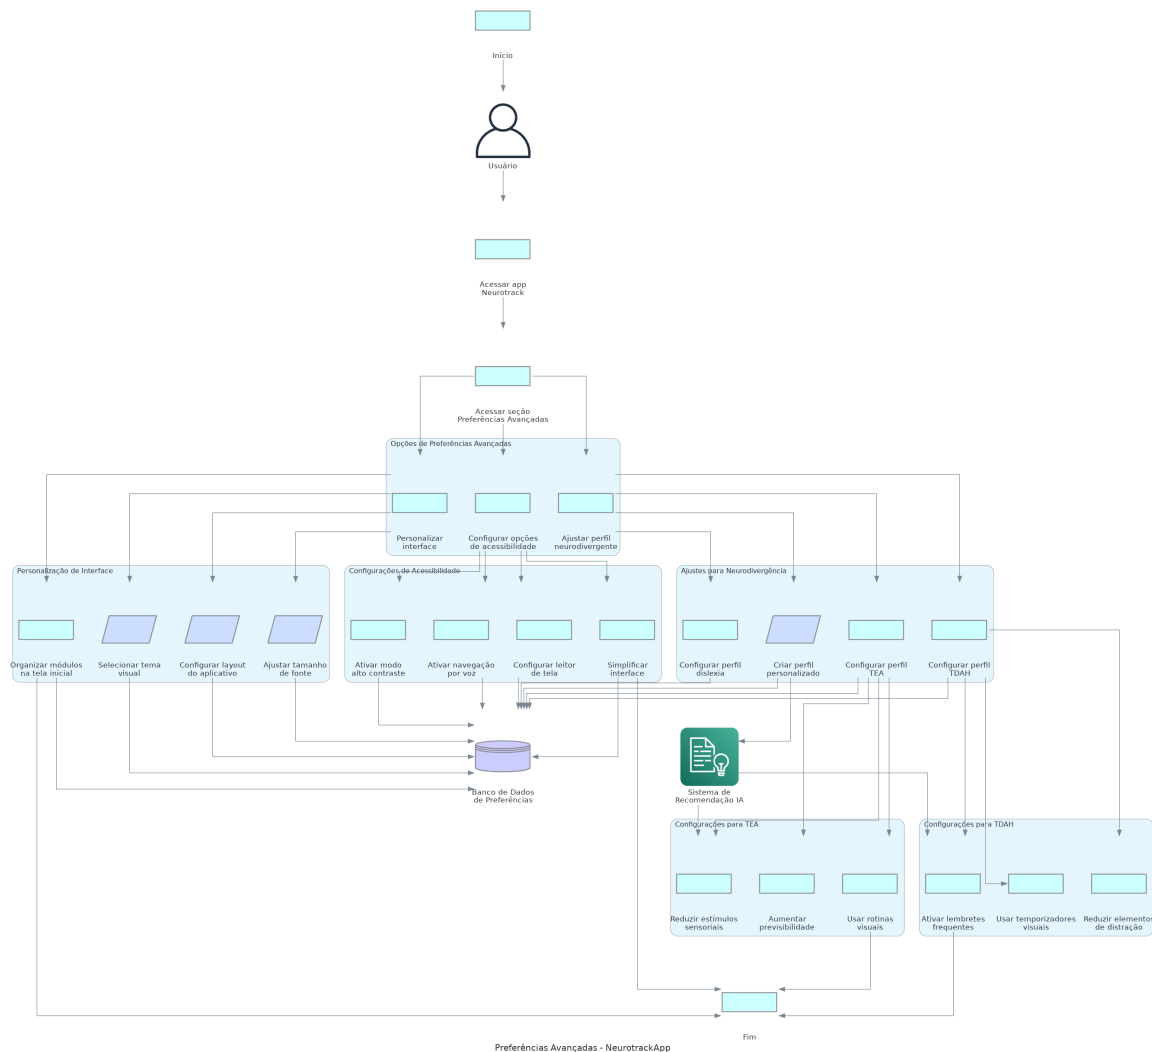 Início
Usuário
Acessar app
Neurotrack
Acessar seção
Preferências Avançadas
Opções de Preferências Avançadas
Personalizar
interface
Configurar opções
de acessibilidade
Ajustar perfil
neurodivergente
Personalização de Interface
Configurações de Acessibilidade
Ajustes para Neurodivergência
Organizar módulos
na tela inicial
Selecionar tema
visual
Configurar layout
do aplicativo
Ajustar tamanho
de fonte
Ativar modo
alto contraste
Ativar navegação
por voz
Configurar leitor
de tela
Simplificar
interface
Configurar perfil
dislexia
Criar perfil
personalizado
Configurar perfil
TEA
Configurar perfil
TDAH
Banco de Dados
de Preferências
Sistema de
Recomendação IA
Configurações para TEA
Configurações para TDAH
Reduzir estímulos
sensoriais
Aumentar
previsibilidade
Usar rotinas
visuais
Ativar lembretes
frequentes
Usar temporizadores
visuais
Reduzir elementos
de distração
Fim
Preferências Avançadas - NeurotrackApp